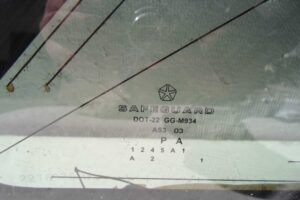 SAFEGUARD
DOT-22 GG-M934
AS3 03
P A
1 2 4 5 A 1
A 2 1